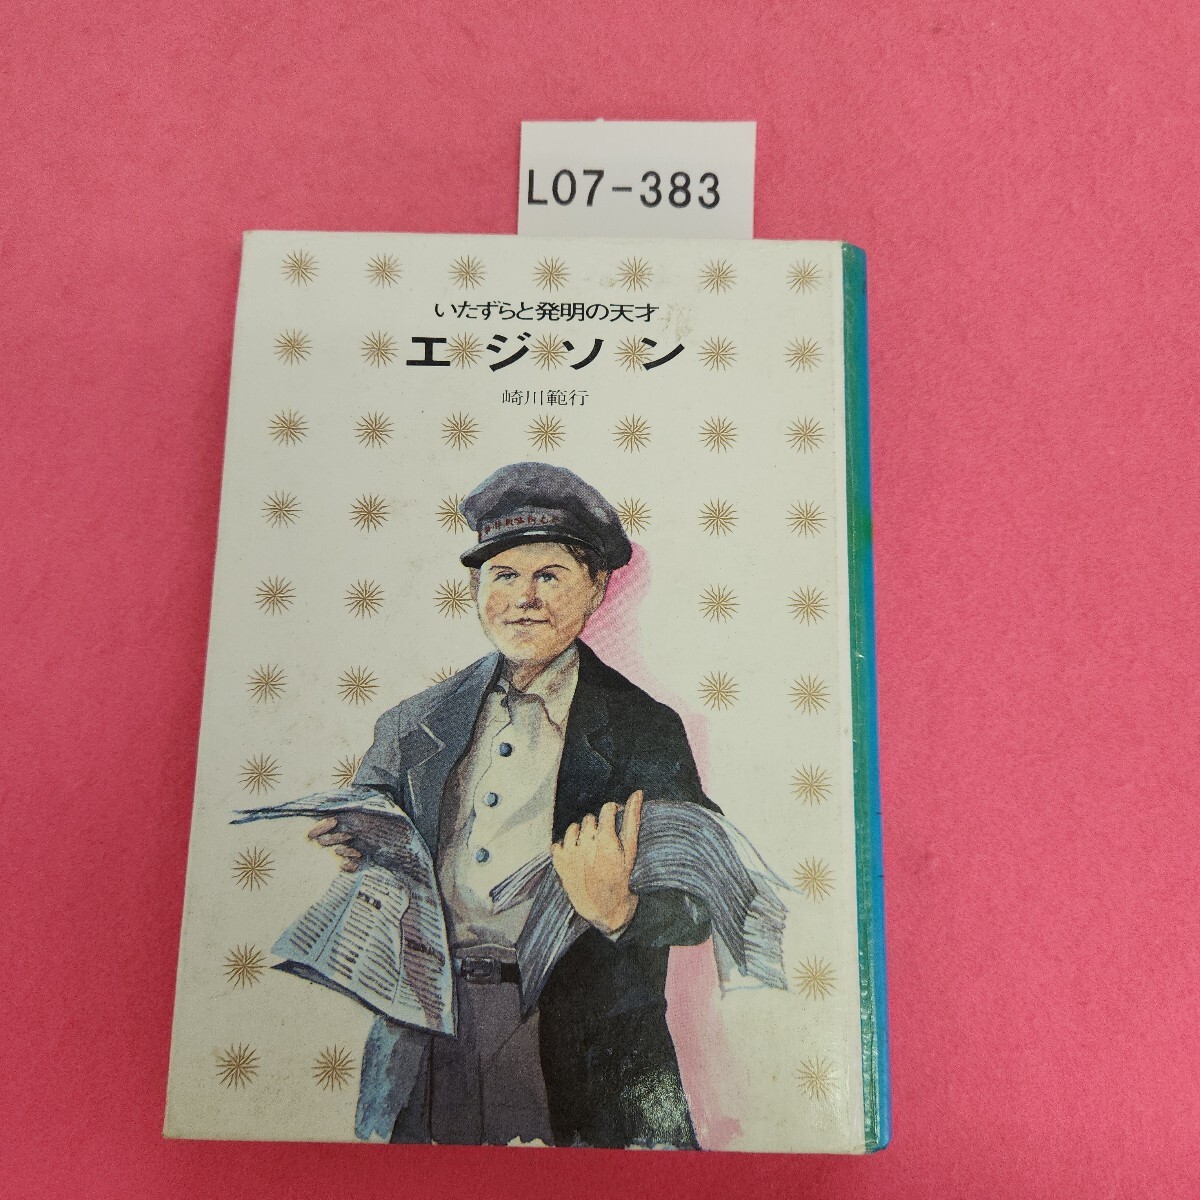 L07-383
いたずらと発明の天才
エジソン
崎川範行